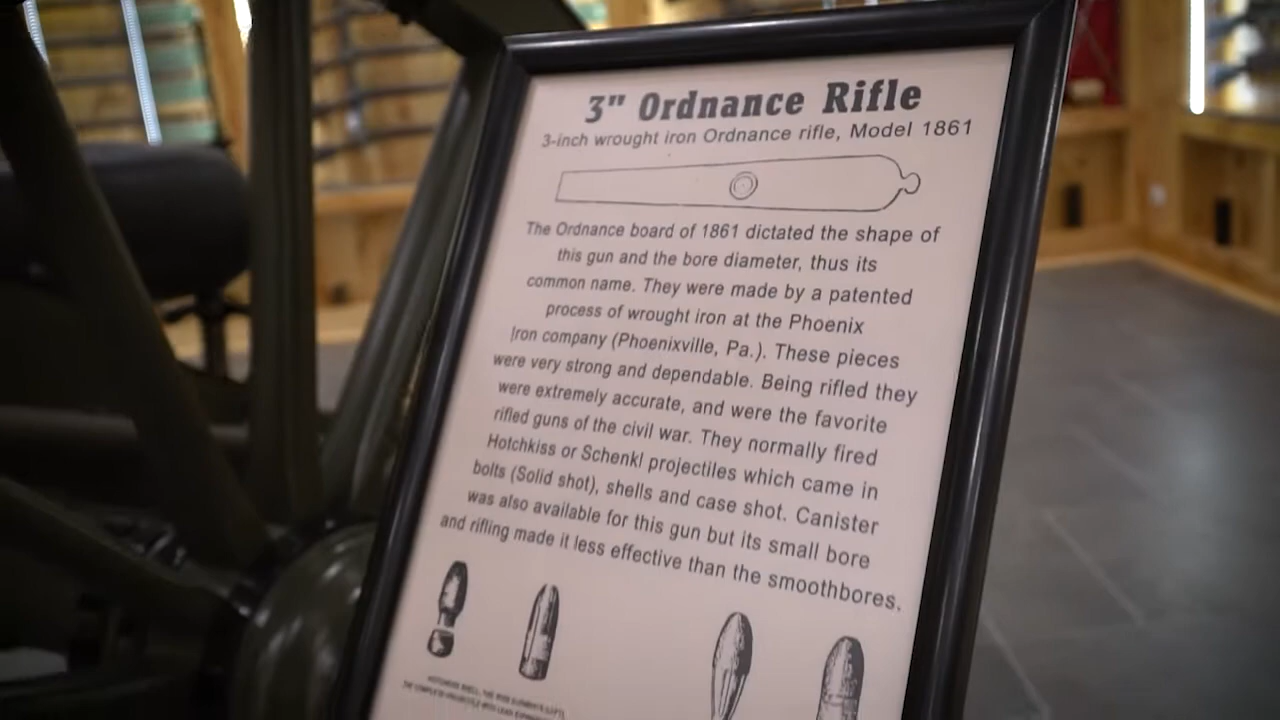 3" Ordnance Rifle
3-inch wrought iron Ordnance rifle, Model 1861
The Ordnance board of 1861 dictated the shape of
this gun and the bore diameter, thus its
common name. They were made by a patented
process of wrought iron at the Phoenix
Iron company (Phoenixville, Pa.). These pieces
were very strong and dependable. Being rifled they
were extremely accurate, and were the favorite
rifled guns of the civil war. They normally fired
Hotchkiss or Schenkl projectiles which came in
bolts (Solid shot), shells and case shot. Canister
was also available for this gun but its small bore
and rifling made it less effective than the smoothbores.